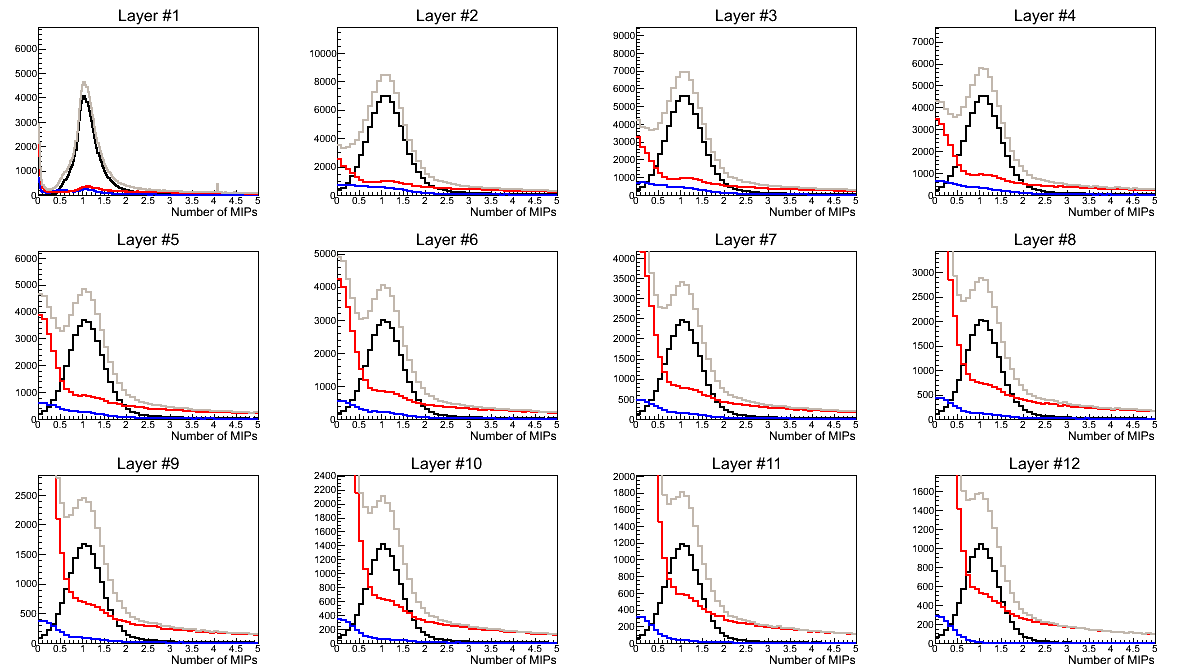 Layer #1
6000
5000
4000
3000
2000
1000
0
0 0.5 1 1.5 2 2.5 3 3.5 4 4.5 5
Number of MIPs
Layer #2
10000
8000
6000
4000
2000
0
0 0.5 1 1.5 2 2.5 3 3.5 4 4.5 5
Number of MIPs
Layer #3
9000
8000
7000
6000
5000
4000
3000
2000
1000
0
0 0.5 1 1.5 2 2.5 3 3.5 4 4.5 5
Number of MIPs
Layer #4
7000
6000
5000
4000
3000
2000
1000
0
0 0.5 1 1.5 2 2.5 3 3.5 4 4.5 5
Number of MIPs
Layer #5
6000
5000
4000
3000
2000
1000
0
0 0.5 1 1.5 2 2.5 3 3.5 4 4.5 5
Number of MIPs
Layer #6
5000
4000
3000
2000
1000
0
0 0.5 1 1.5 2 2.5 3 3.5 4 4.5 5
Number of MIPs
Layer #7
4000
3500
3000
2500
2000
1500
1000
500
0
0 0.5 1 1.5 2 2.5 3 3.5 4 4.5 5
Number of MIPs
Layer #8
3000
2500
2000
1500
1000
500
0
0 0.5 1 1.5 2 2.5 3 3.5 4 4.5 5
Number of MIPs
Layer #9
2500
2000
1500
1000
500
0
0 0.5 1 1.5 2 2.5 3 3.5 4 4.5 5
Number of MIPs
Layer #10
2400
2200
2000
1800
1600
1400
1200
1000
800
600
400
200
0
0 0.5 1 1.5 2 2.5 3 3.5 4 4.5 5
Number of MIPs
Layer #11
2000
1800
1600
1400
1200
1000
800
600
400
200
0
0 0.5 1 1.5 2 2.5 3 3.5 4 4.5 5
Number of MIPs
Layer #12
1600
1400
1200
1000
800
600
400
200
0
0 0.5 1 1.5 2 2.5 3 3.5 4 4.5 5
Number of MIPs